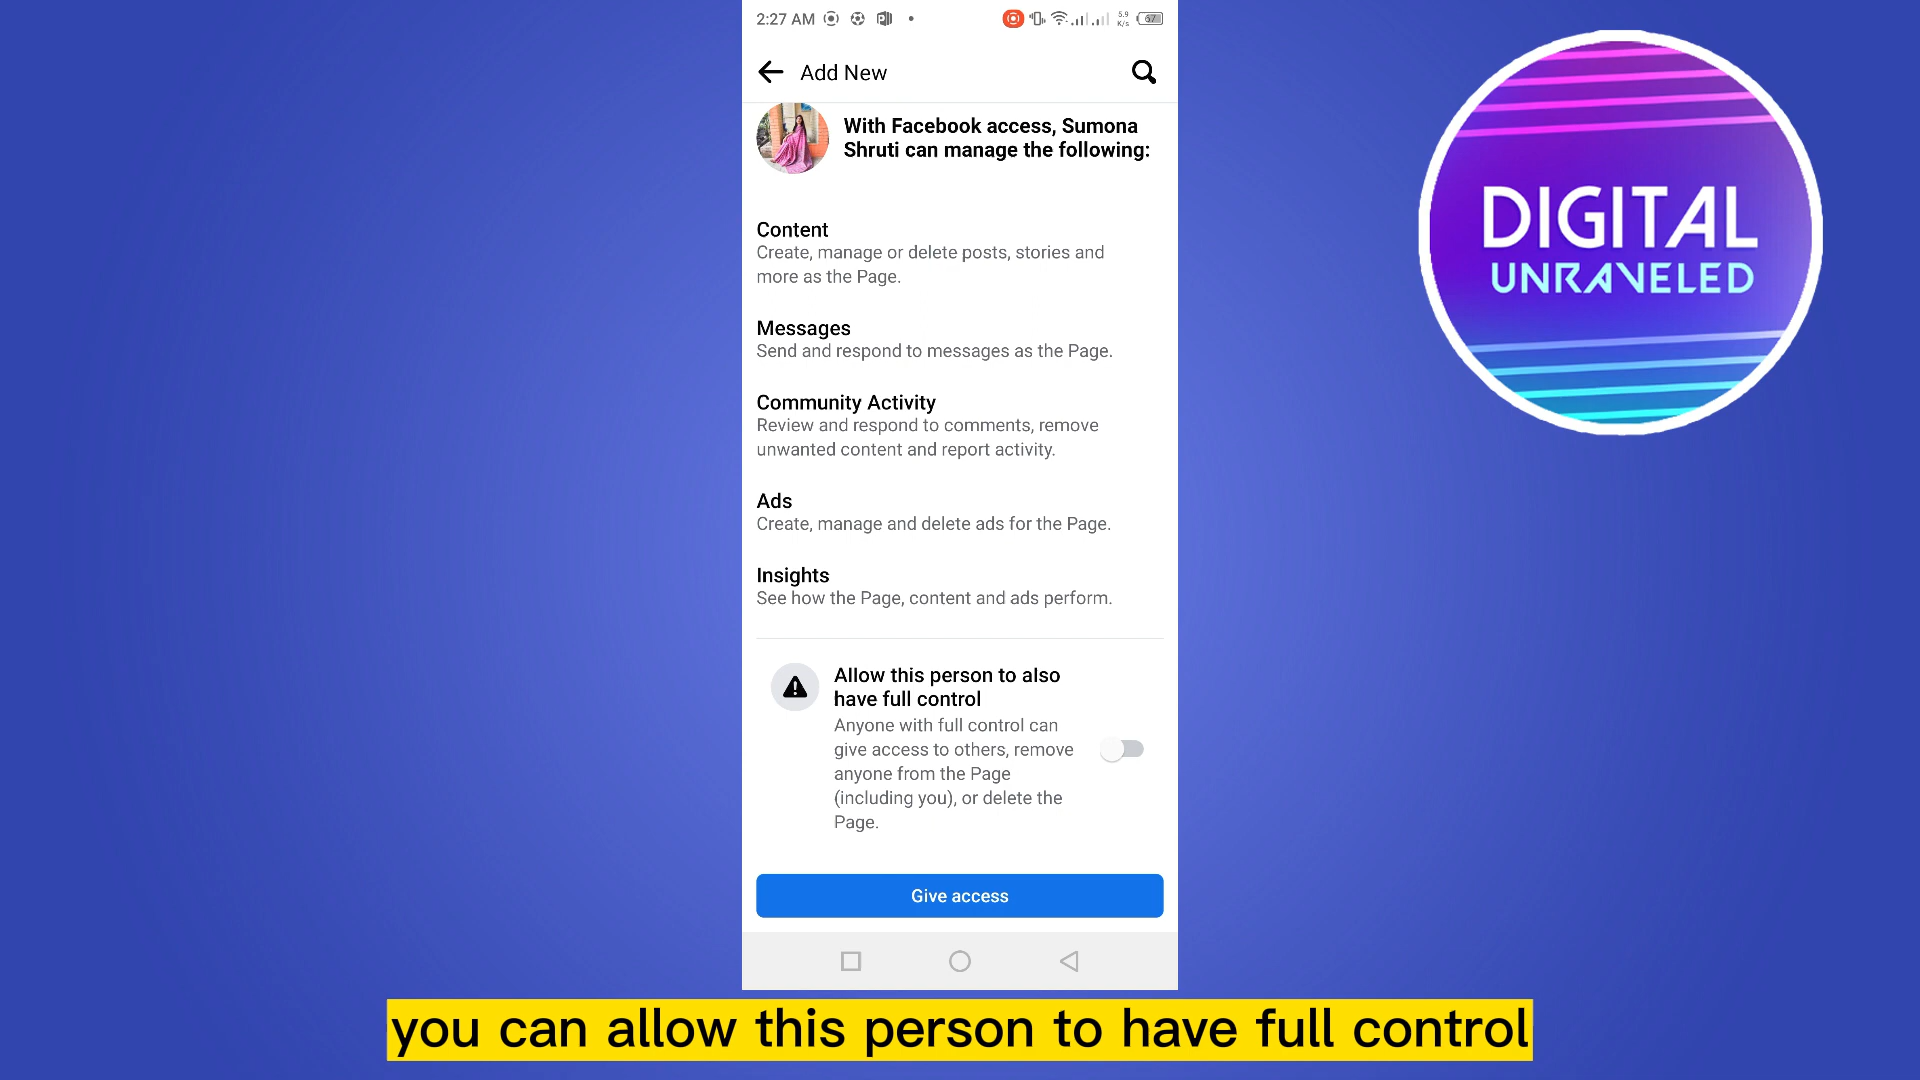 2:27 AM
5.9
K/s
67
Add New
With Facebook access, Sumona
Shruti can manage the following:
Content
Create, manage or delete posts, stories and
more as the Page.
Messages
Send and respond to messages as the Page.
Community Activity
Review and respond to comments, remove
unwanted content and report activity.
Ads
Create, manage and delete ads for the Page.
Insights
See how the Page, content and ads perform.
Allow this person to also
have full control
Anyone with full control can
give access to others, remove
anyone from the Page
(including you), or delete the
Page.
Give access
DIGITAL
UNRAVELED
you can allow this person to have full control